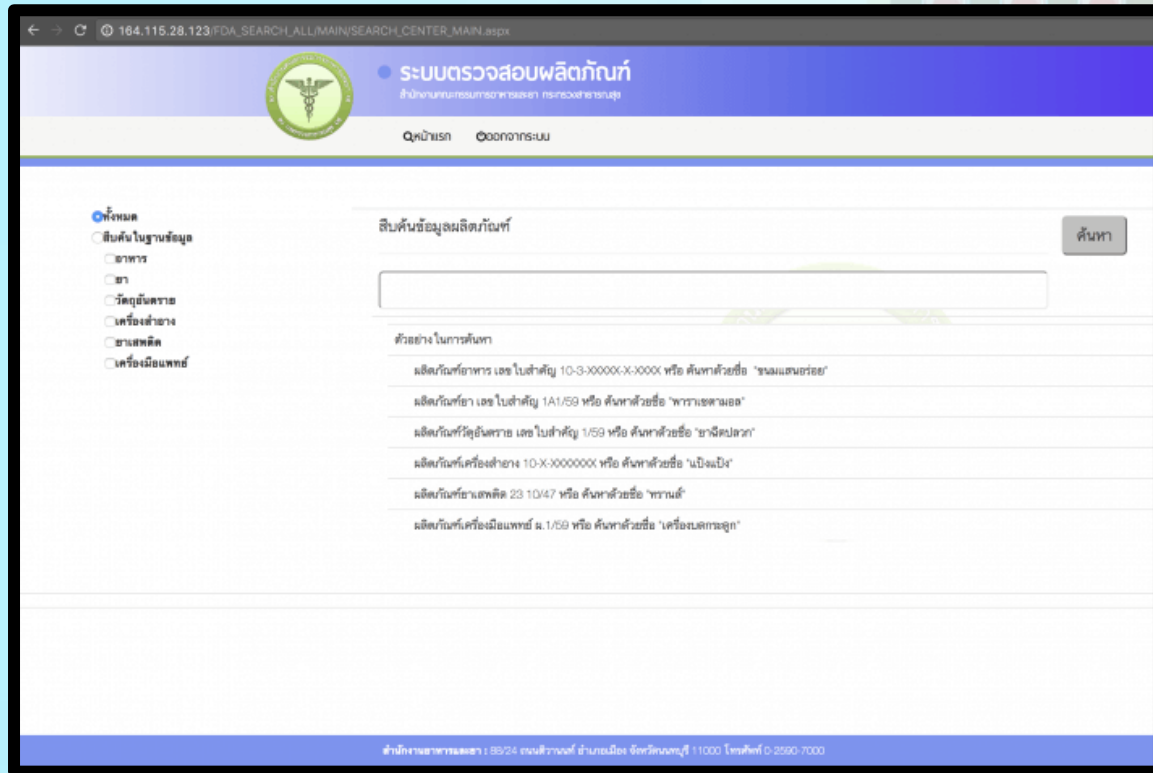 164.115.28.123/FDA_SEARCH_ALL/MAIN/SEARCH_CENTER_MAIN.aspx
ระบบตรวจสอบผลิตภัณฑ์
สำนักงานคณะกรรมการอาหารและยา กระทรวงสาธารณสุข
หน้าแรก ออกจากระบบ
ทั้งหมด
สืบค้นในฐานข้อมูล
อาหาร
ยา
วัตถุอันตราย
เครื่องสำอาง
ยาเสพติด
เครื่องมือแพทย์
สืบค้นข้อมูลผลิตภัณฑ์
ค้นหา
ตัวอย่างในการค้นหา
ผลิตภัณฑ์อาหาร เลขใบสำคัญ 10-3-XXXXX-X-XXXX หรือ ค้นหาด้วยชื่อ "ขนมแสนอร่อย"
ผลิตภัณฑ์ยา เลขใบสำคัญ 1A1/59 หรือ ค้นหาด้วยชื่อ "พาราเซตามอล"
ผลิตภัณฑ์วัตุอันตราย เลขใบสำคัญ 1/59 หรือ ค้นหาด้วยชื่อ "ยาฉีดปลวก"
ผลิตภัณฑ์เครื่องสำอาง 10-X-XXXXXXX หรือ ค้นหาด้วยชื่อ "แป้งแป้ง"
ผลิตภัณฑ์ยาเสพติด 23 10/47 หรือ ค้นหาด้วยชื่อ "ทรานส์"
ผลิตภัณฑ์เครื่องมือแพทย์ ผ.1/59 หรือ ค้นหาด้วยชื่อ "เครื่องบดกระดูก"
สำนักงานอาหารและยา : 88/24 ถนนติวานนท์ อำเภอเมือง จังหวัดนนทบุรี 11000 โทรศัพท์ 0-2590-7000